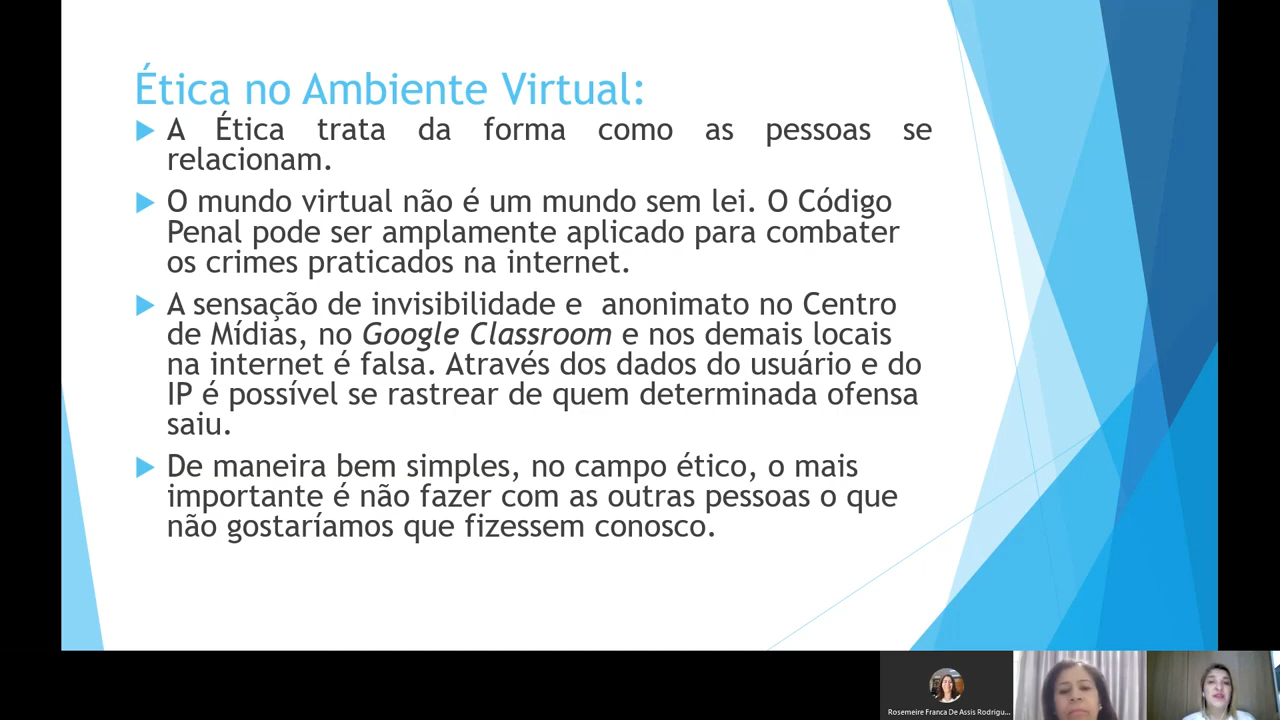 Ética no Ambiente Virtual:
A Ética trata da forma como as pessoas se
relacionam.
O mundo virtual não é um mundo sem lei. O Código
Penal pode ser amplamente aplicado para combater
os crimes praticados na internet.
A sensação de invisibilidade e anonimato no Centro
de Mídias, no Google Classroom e nos demais locais
na internet é falsa. Através dos dados do usuário e do
IP é possível se rastrear de quem determinada ofensa
saiu.
De maneira bem simples, no campo ético, o mais
importante é não fazer com as outras pessoas o que
não gostaríamos que fizessem conosco.
Rosemeire Franca De Assis Rodrigu...